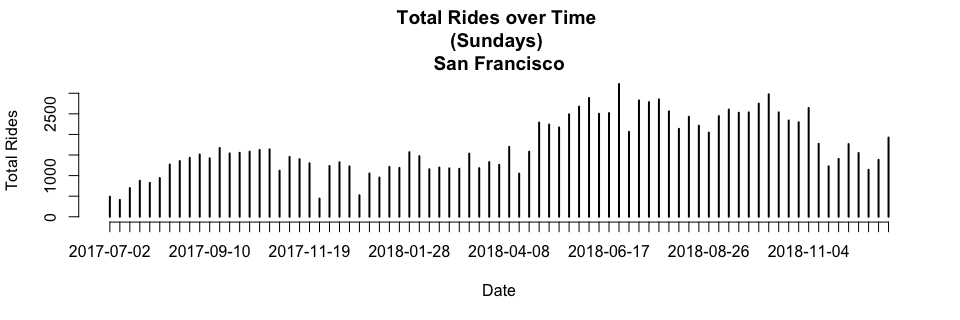 Total Rides over Time
(Sundays)
San Francisco
Total Rides
2500
1000
0
2017-07-02 2017-09-10 2017-11-19 2018-01-28 2018-04-08 2018-06-17 2018-08-26 2018-11-04
Date